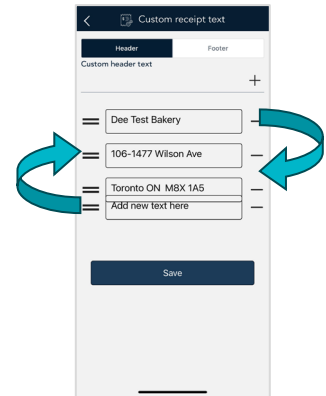 Custom receipt text
Header Footer
Custom header text
Dee Test Bakery
106-1477 Wilson Ave
Toronto ON M8X 1A5
Add new text here
Save